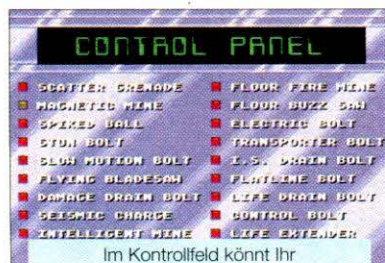 CONTROL PANEL
SCATTER GRENADE
MAGNETIC MINE
SPIKED BALL
STUN BOLT
SLOW MOTION BOLT
FLYING BLADESAW
DAMAGE DRAIN BOLT
SEISMIC CHARGE
INTELLIGENT MINE
FLOOR FIRE MINE
FLOOR BUZZ SAW
ELECTRIC BOLT
TRANSPORTER BOLT
I.S. DRAIN BOLT
FLATLINE BOLT
LIFE DRAIN BOLT
CONTROL BOLT
LIFE EXTENDER
Im Kontrollfeld könnt Ihr